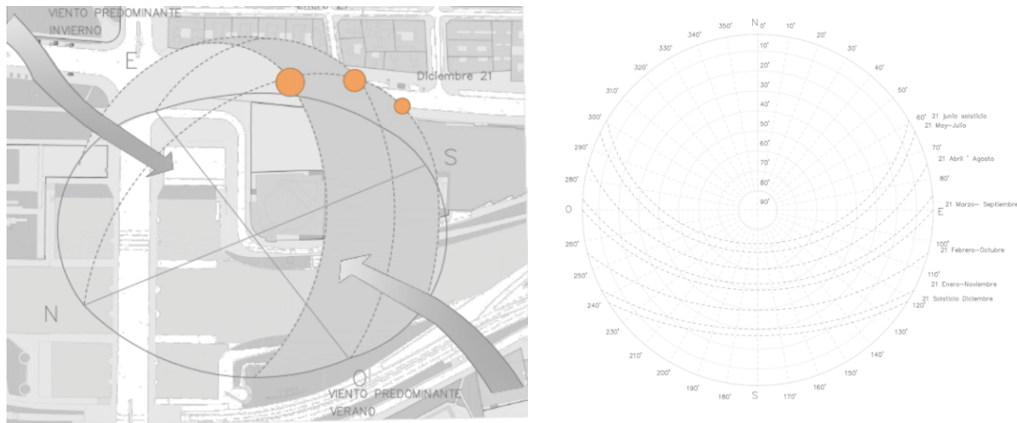 VIENTO PREDOMINANTE
INVIERNO
E
Diciembre 21
S
N
O
VIENTO PREDOMINANTE
VERANO
N
350° 0° 10°
340° 20°
330° 30°
320° 40°
310° 50°
300° 60°
290° 70°
280° 80°
O
E
260° 100°
250° 110°
240° 120°
230° 130°
220° 140°
210° 150°
200° 160°
190° 170°
S
10°
20°
30°
40°
50°
60°
70°
80°
90°
21 junio solsticio
21 May-Julio
21 Abril ' Agosto
21 Marzo- Septiembre
21 Febrero-Octubre
21 Enero-Noviembre
21 Solsticio Diciembre